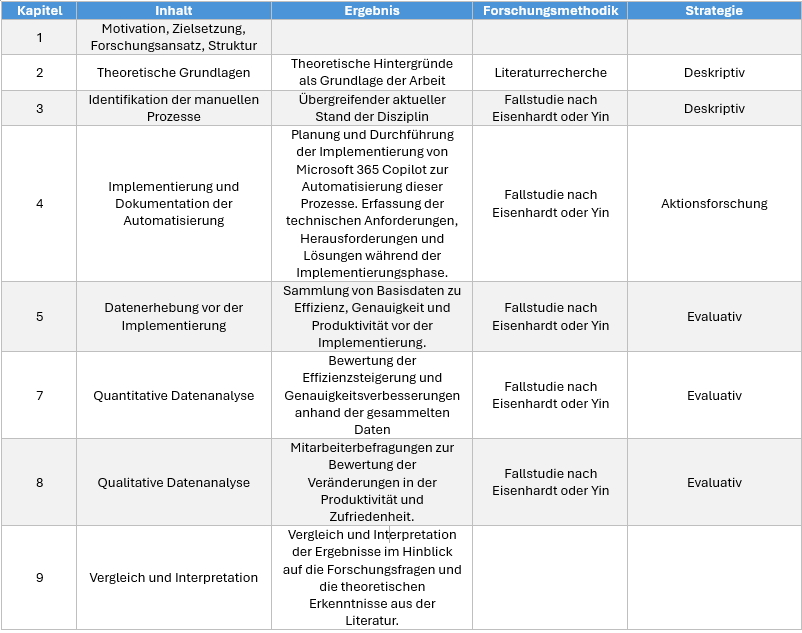 Kapitel Inhalt Ergebnis Forschungsmethodik Strategie
1
Motivation, Zielsetzung,
Forschungsansatz, Struktur
2
Theoretische Grundlagen
Theoretische Hintergründe
als Grundlage der Arbeit
Literaturrecherche
Deskriptiv
3
Identifikation der manuellen
Prozesse
Übergreifender aktueller
Stand der Disziplin
Fallstudie nach
Eisenhardt oder Yin
Deskriptiv
4
Implementierung und
Dokumentation der
Automatisierung
Planung und Durchführung
der Implementierung von
Microsoft 365 Copilot zur
Automatisierung dieser
Prozesse. Erfassung der
technischen Anforderungen,
Herausforderungen und
Lösungen während der
Implementierungsphase.
Fallstudie nach
Eisenhardt oder Yin
Aktionsforschung
5
Datenerhebung vor der
Implementierung
Sammlung von Basisdaten zu
Effizienz, Genauigkeit und
Produktivität vor der
Implementierung.
Fallstudie nach
Eisenhardt oder Yin
Evaluativ
7
Quantitative Datenanalyse
Bewertung der
Effizienzsteigerung und
Genauigkeitsverbesserungen
anhand der gesammelten
Daten
Fallstudie nach
Eisenhardt oder Yin
Evaluativ
8
Qualitative Datenanalyse
Mitarbeiterbefragungen zur
Bewertung der
Veränderungen in der
Produktivität und
Zufriedenheit.
Fallstudie nach
Eisenhardt oder Yin
Evaluativ
9
Vergleich und Interpretation
Vergleich und Interpretation
der Ergebnisse im Hinblick
auf die Forschungsfragen und
die theoretischen
Erkenntnisse aus der
Literatur.